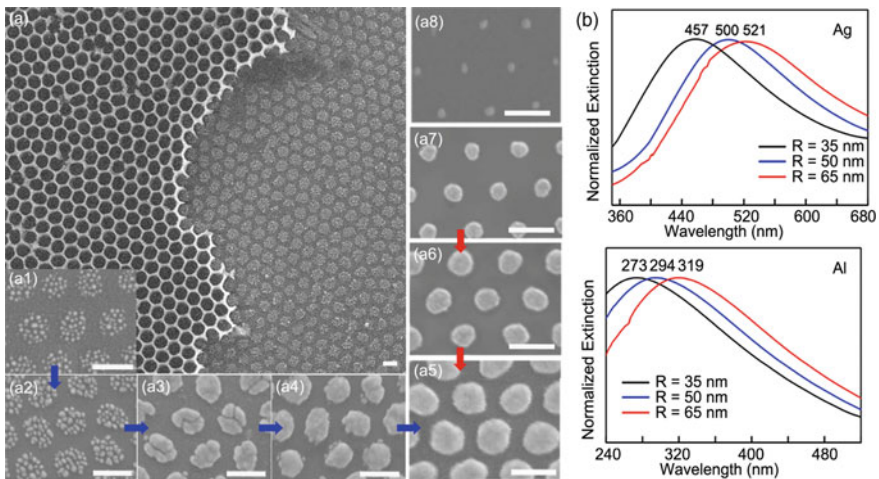 (a)
(a1)
(a2)
(a3)
(a4)
(a5)
(a6)
(a7)
(a8)
(b)
457 500 521
Ag
Normalized Extinction
R = 35 nm
R = 50 nm
R = 65 nm
360 440 520 600 680
Wavelength (nm)
273 294 319
Al
Normalized Extinction
R = 35 nm
R = 50 nm
R = 65 nm
240 320 400 480
Wavelength (nm)